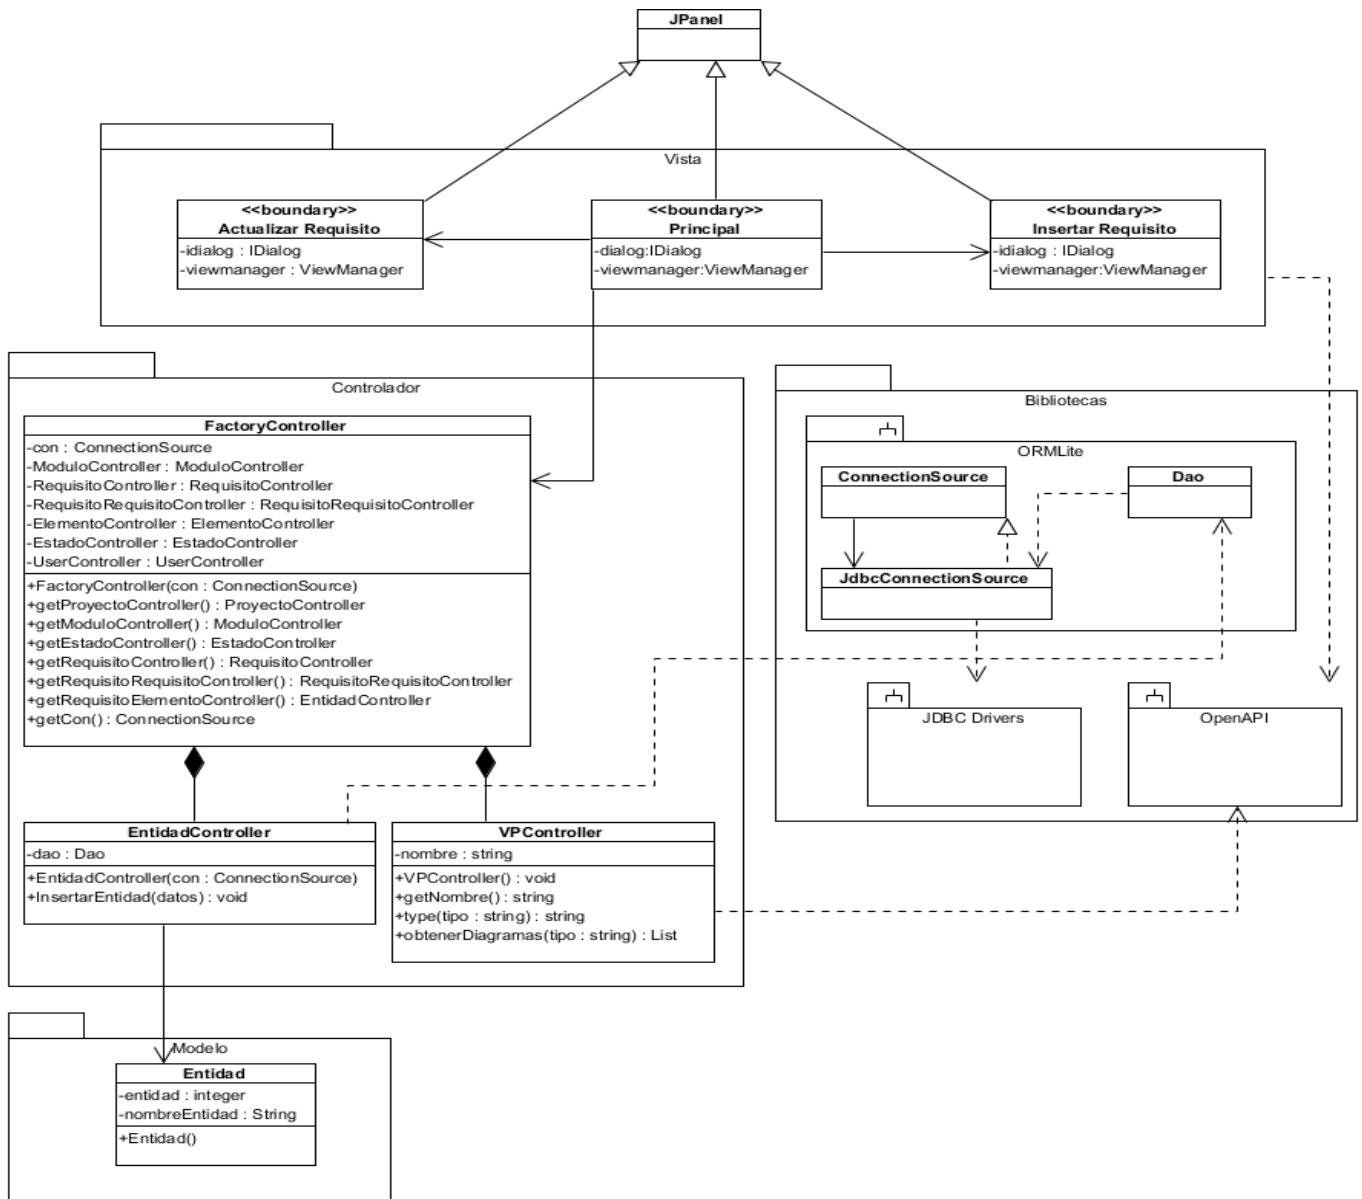 JPanel
Vista
<<boundary>>
Actualizar Requisito
-idialog : IDialog
-viewmanager : ViewManager
<<boundary>>
Principal
-dialog:IDialog
-viewmanager:ViewManager
<<boundary>>
Insertar Requisito
-idialog : IDialog
-viewmanager:ViewManager
Controlador
FactoryController
-con : ConnectionSource
-ModuloController : ModuloController
-RequisitoController : RequisitoController
-RequisitoRequisitoController : RequisitoRequisitoController
-ElementoController : ElementoController
-EstadoController : EstadoController
-UserController : UserController
+FactoryController(con : ConnectionSource)
+getProyectoController() : ProyectoController
+getModuloController() : ModuloController
+getEstadoController() : EstadoController
+getRequisitoController() : RequisitoController
+getRequisitoRequisitoController() : RequisitoRequisitoController
+getRequisitoElementoController() : EntidadController
+getCon() : ConnectionSource
EntidadController
-dao : Dao
+EntidadController(con : ConnectionSource)
+InsertarEntidad(datos) : void
VPController
-nombre : string
+VPController() : void
+getNombre() : string
+type(tipo : string) : string
+obtenerDiagramas(tipo : string) : List
Bibliotecas
ORMLite
ConnectionSource
Dao
JdbcConnectionSource
JDBC Drivers
OpenAPI
Modelo
Entidad
-entidad : integer
-nombreEntidad : String
+Entidad()